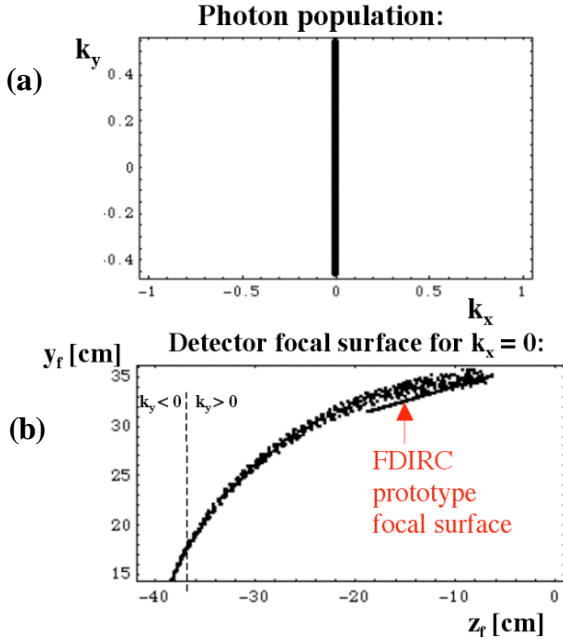 Photon population:
k_y
(a)
0.4
0.2
0
-0.2
-0.4
-1 -0.5 0 0.5 1
k_x
Detector focal surface for k_x = 0:
y_f [cm]
(b)
35
30
25
20
15
k_y < 0 k_y > 0
FDIRC
prototype
focal surface
-40 -30 -20 -10 0
z_f [cm]